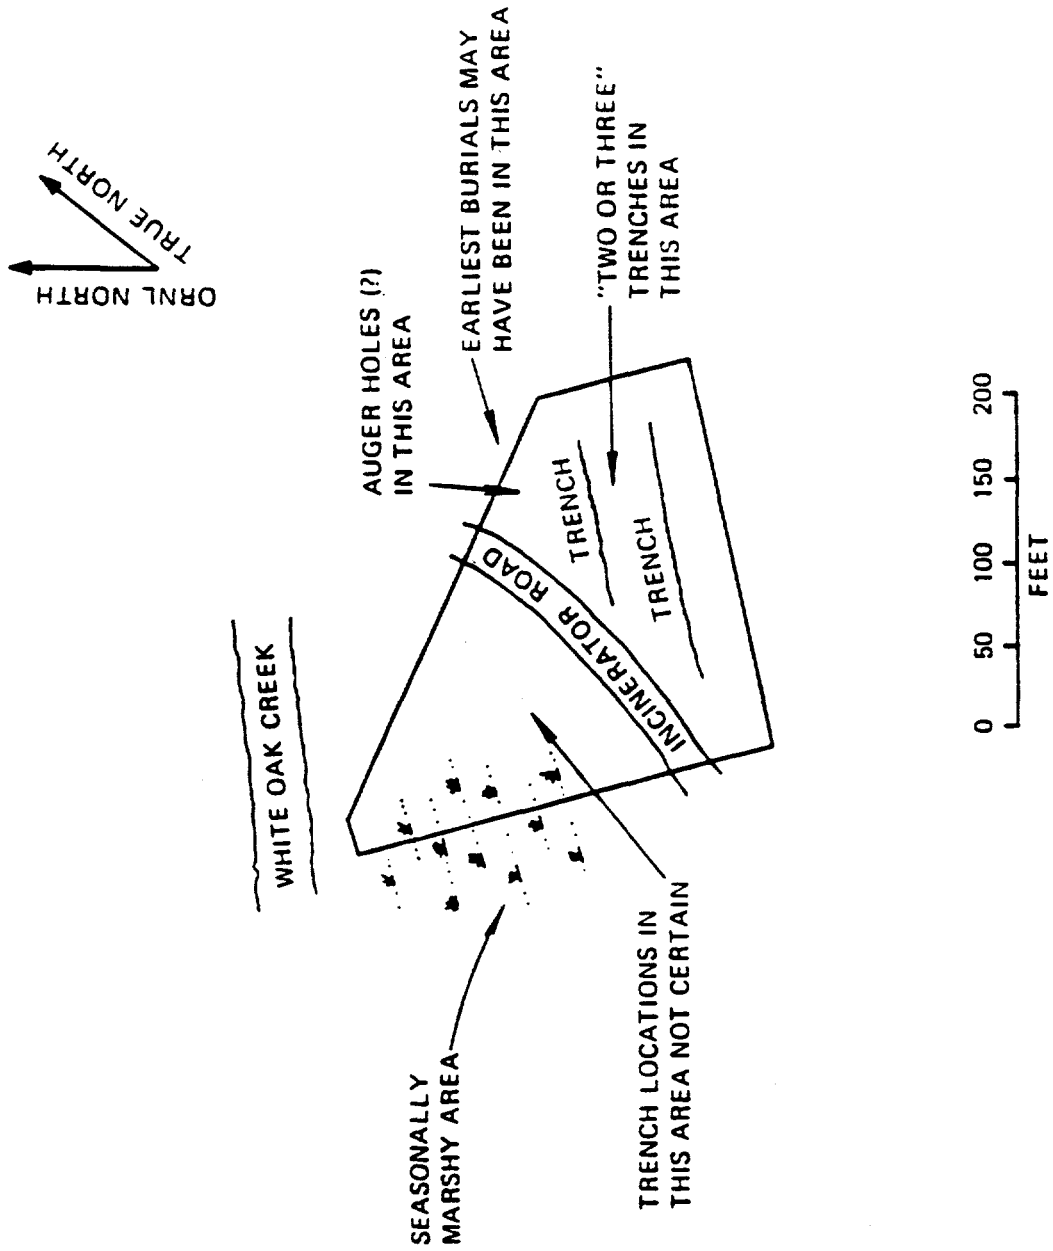 ORNL NORTH
TRUE NORTH
WHITE OAK CREEK
AUGER HOLES (?)
IN THIS AREA
EARLIEST BURIALS MAY
HAVE BEEN IN THIS AREA
"TWO OR THREE"
TRENCHES IN
THIS AREA
TRENCH
TRENCH
INCINERATOR ROAD
SEASONALLY
MARSHY AREA
TRENCH LOCATIONS IN
THIS AREA NOT CERTAIN
0 50 100 150 200
FEET